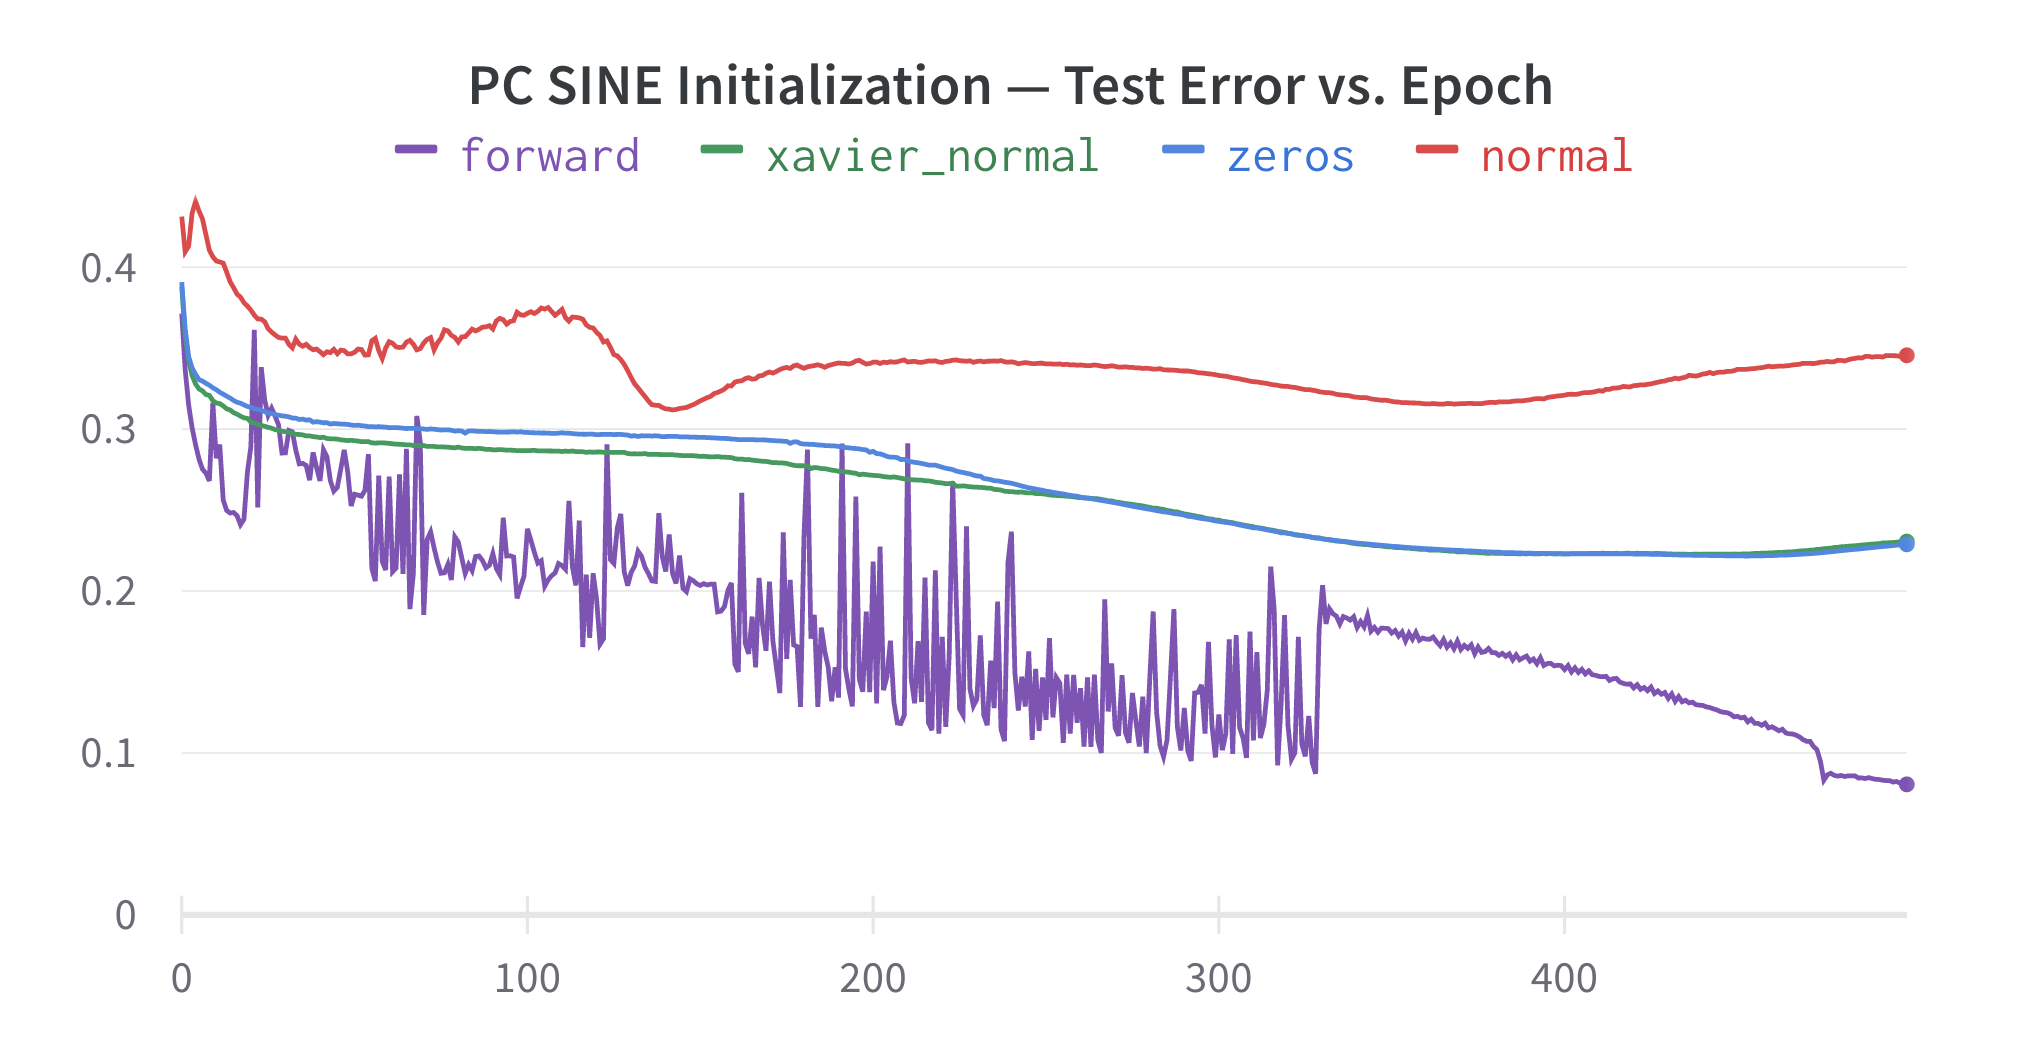 PC SINE Initialization — Test Error vs. Epoch
forward xavier_normal zeros normal
0.4
0.3
0.2
0.1
0
0 100 200 300 400